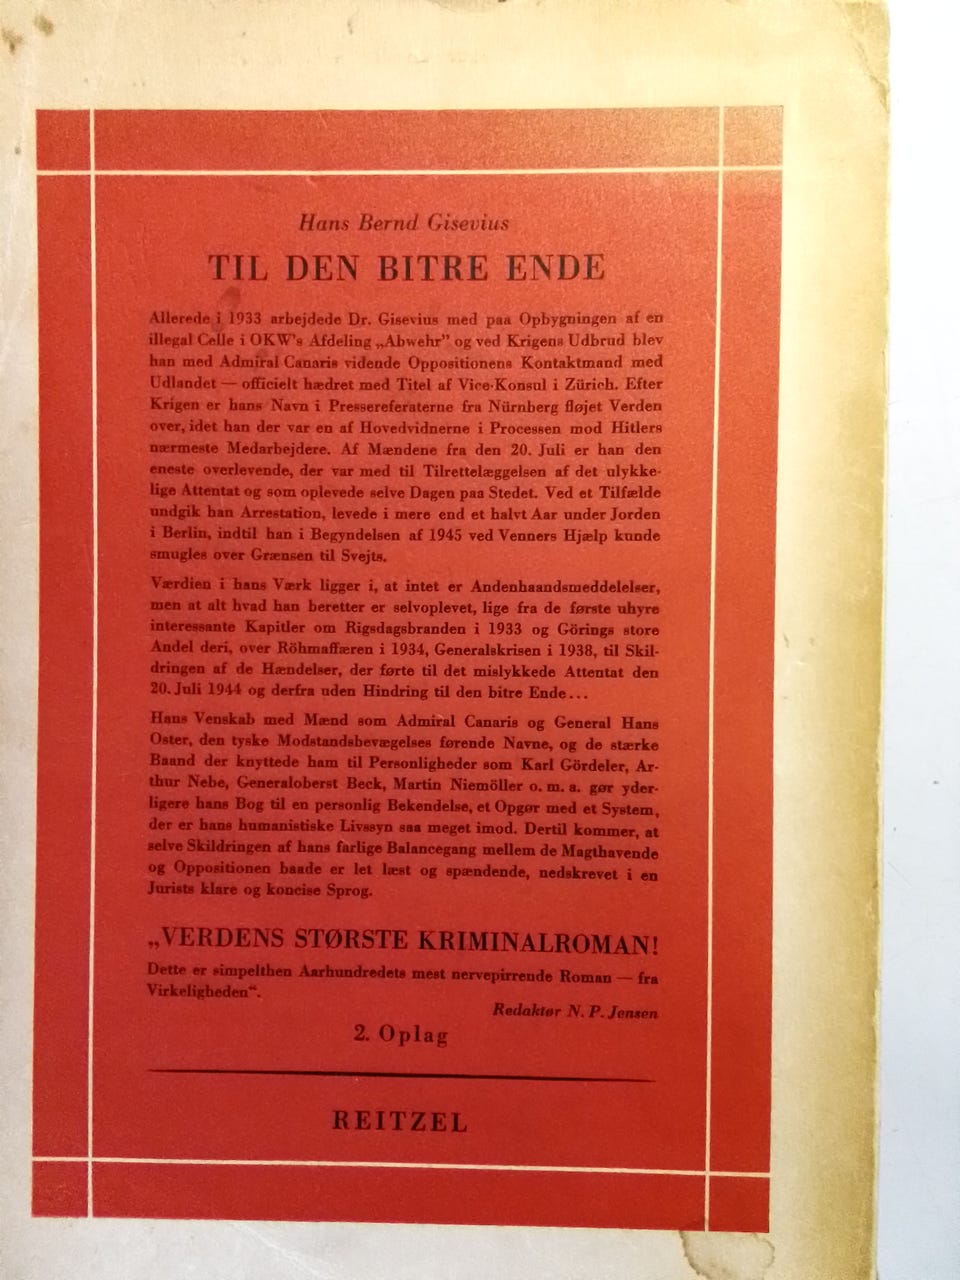 Hans Bernd Gisevius
TIL DEN BITRE ENDE
Allerede i 1933 arbejdede Dr. Gisevius med paa Opbygningen af en
illegal Celle i OKW's Afdeling „Abwehr” og ved Krigens Udbrud blev
han med Admiral Canaris vidende Oppositionens Kontaktmand med
Udlandet — officielt hædret med Titel af Vice-Konsul i Zürich. Efter
Krigen er hans Navn i Pressereferaterne fra Nürnberg fløjet Verden
over, idet han der var en af Hovedvidnerne i Processen mod Hitlers
nærmeste Medarbejdere. Af Mændene fra den 20. Juli er han den
eneste overlevende, der var med til Tilrettelæggelsen af det ulykke-
lige Attentat og som oplevede selve Dagen paa Stedet. Ved et Tilfælde
undgik han Arrestation, levede i mere end et halvt Aar under Jorden
i Berlin, indtil han i Begyndelsen af 1945 ved Venners Hjælp kunde
smugles over Grænsen til Svejts.
Værdien i hans Værk ligger i, at intet er Andenhaandsmeddelelser,
men at alt hvad han beretter er selvoplevet, lige fra de første uhyre
interessante Kapitler om Rigsdagsbranden i 1933 og Görings store
Andel deri, over Röhmaffæren i 1934, Generalskrisen i 1938, til Skil-
dringen af de Hændelser, der førte til det mislykkede Attentat den
20. Juli 1944 og derfra uden Hindring til den bitre Ende...
Hans Venskab med Mænd som Admiral Canaris og General Hans
Oster, den tyske Modstandsbevægelses førende Navne, og de stærke
Baand der knyttede ham til Personligheder som Karl Gördeler, Ar-
thur Nebe, Generaloberst Beck, Martin Niemöller o. m. a. gør yder-
ligere hans Bog til en personlig Bekendelse, et Opgør med et System,
der er hans humanistiske Livssyn saa meget imod. Dertil kommer, at
selve Skildringen af hans farlige Balancegang mellem de Magthavende
og Oppositionen baade er let læst og spændende, nedskrevet i en
Jurists klare og koncise Sprog.
„VERDENS STØRSTE KRIMINALROMAN!
Dette er simpelthen Aarhundredets mest nervepirrende Roman — fra
Virkeligheden“.
Redaktør N. P. Jensen
2. Oplag
REITZEL